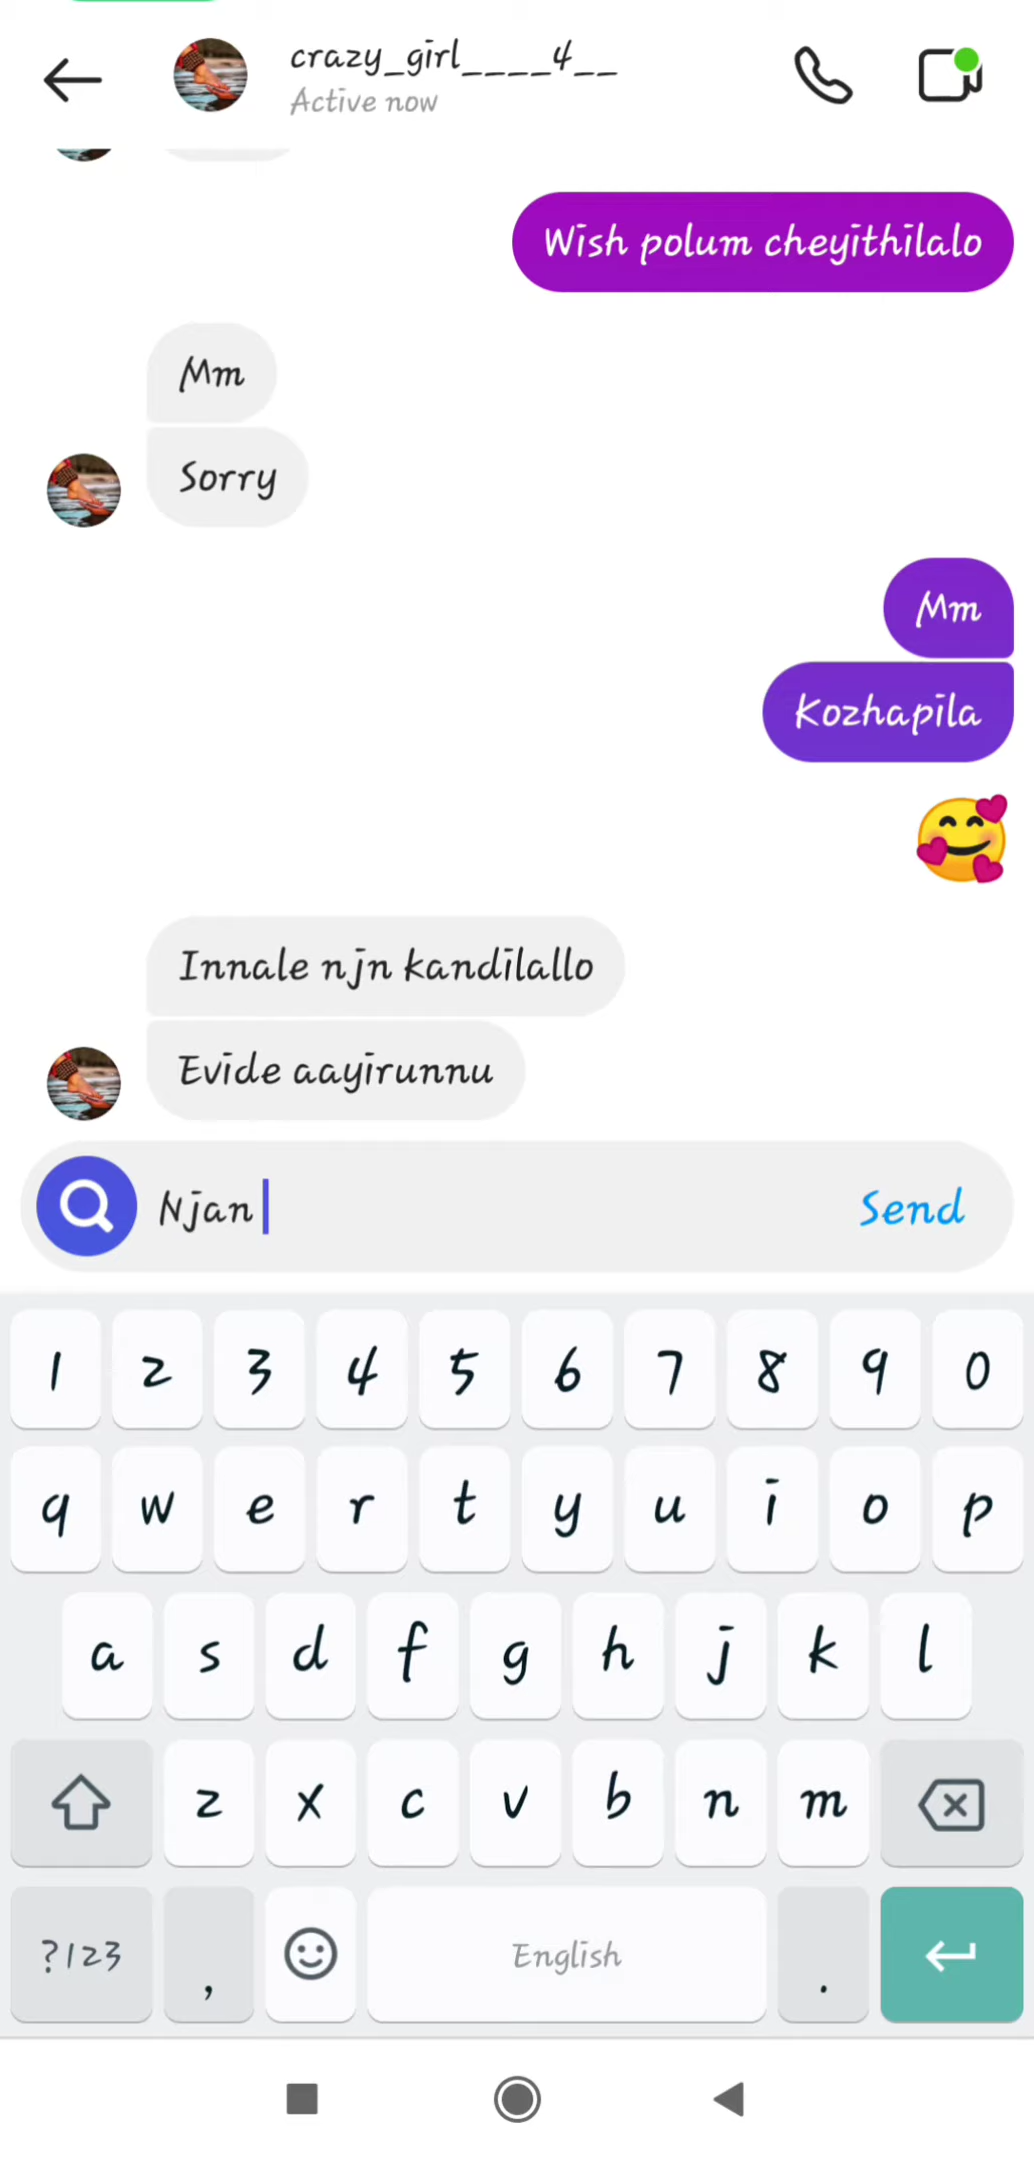 crazy_girl____4__
Active now
Wish polum cheyithilalo
Mm
Sorry
Mm
Kozhapila
Innale njn kandilallo
Evide aayirunnu
Njan
Send
1 2 3 4 5 6 7 8 9 0
q w e r t y u i o p
a s d f g h j k l
z x c v b n m
?123 , English .